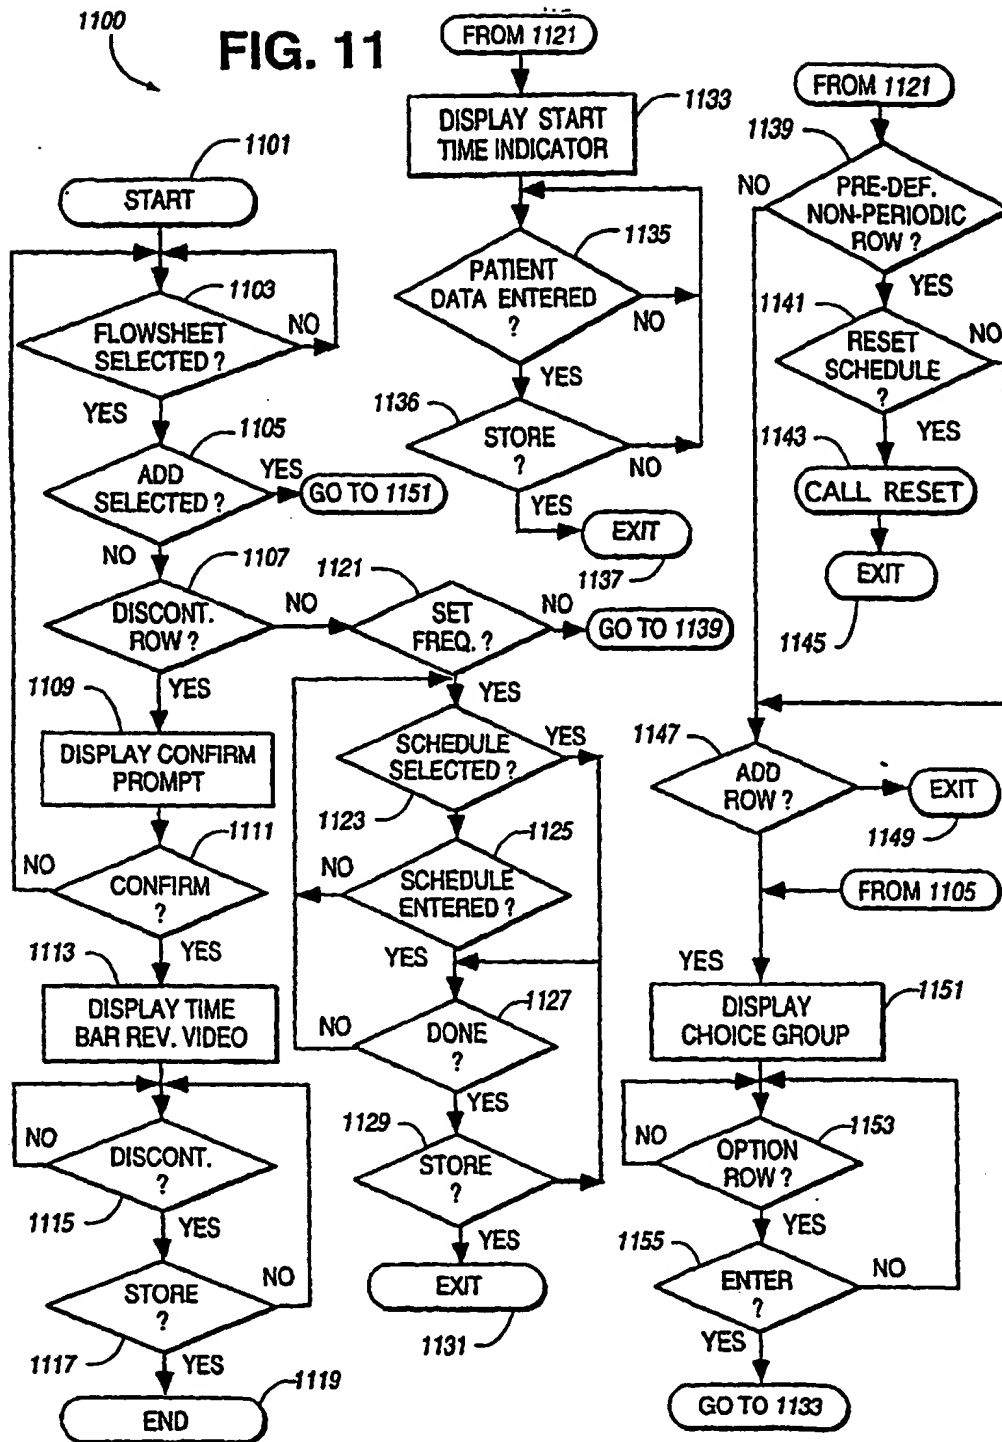 1100
FIG. 11
FROM 1121
1133
DISPLAY START
TIME INDICATOR
FROM 1121
1139
NO
PRE-DEF.
NON-PERIODIC
ROW ?
YES
1101
START
1135
PATIENT
DATA ENTERED
?
NO
YES
1136
STORE
?
NO
YES
EXIT
1137
1141
RESET
SCHEDULE
?
NO
YES
1143
CALL RESET
EXIT
1145
1103
FLOWSHEET
SELECTED ?
NO
YES
1105
ADD
SELECTED ?
YES
GO TO 1151
NO
1107
DISCONT.
ROW ?
NO
YES
1121
SET
FREQ. ?
NO
GO TO 1139
YES
1109
DISPLAY CONFIRM
PROMPT
1111
NO
CONFIRM
?
YES
1113
DISPLAY TIME
BAR REV. VIDEO
NO
DISCONT.
?
1115
YES
STORE
?
NO
1117
YES
1119
END
SCHEDULE
SELECTED ?
YES
1123
1125
NO
SCHEDULE
ENTERED ?
YES
1127
NO
DONE
?
YES
1129
STORE
?
YES
EXIT
1131
1147
ADD
ROW ?
EXIT
1149
FROM 1105
YES
1151
DISPLAY
CHOICE GROUP
1153
NO
OPTION
ROW ?
YES
1155
ENTER
?
NO
YES
GO TO 1133